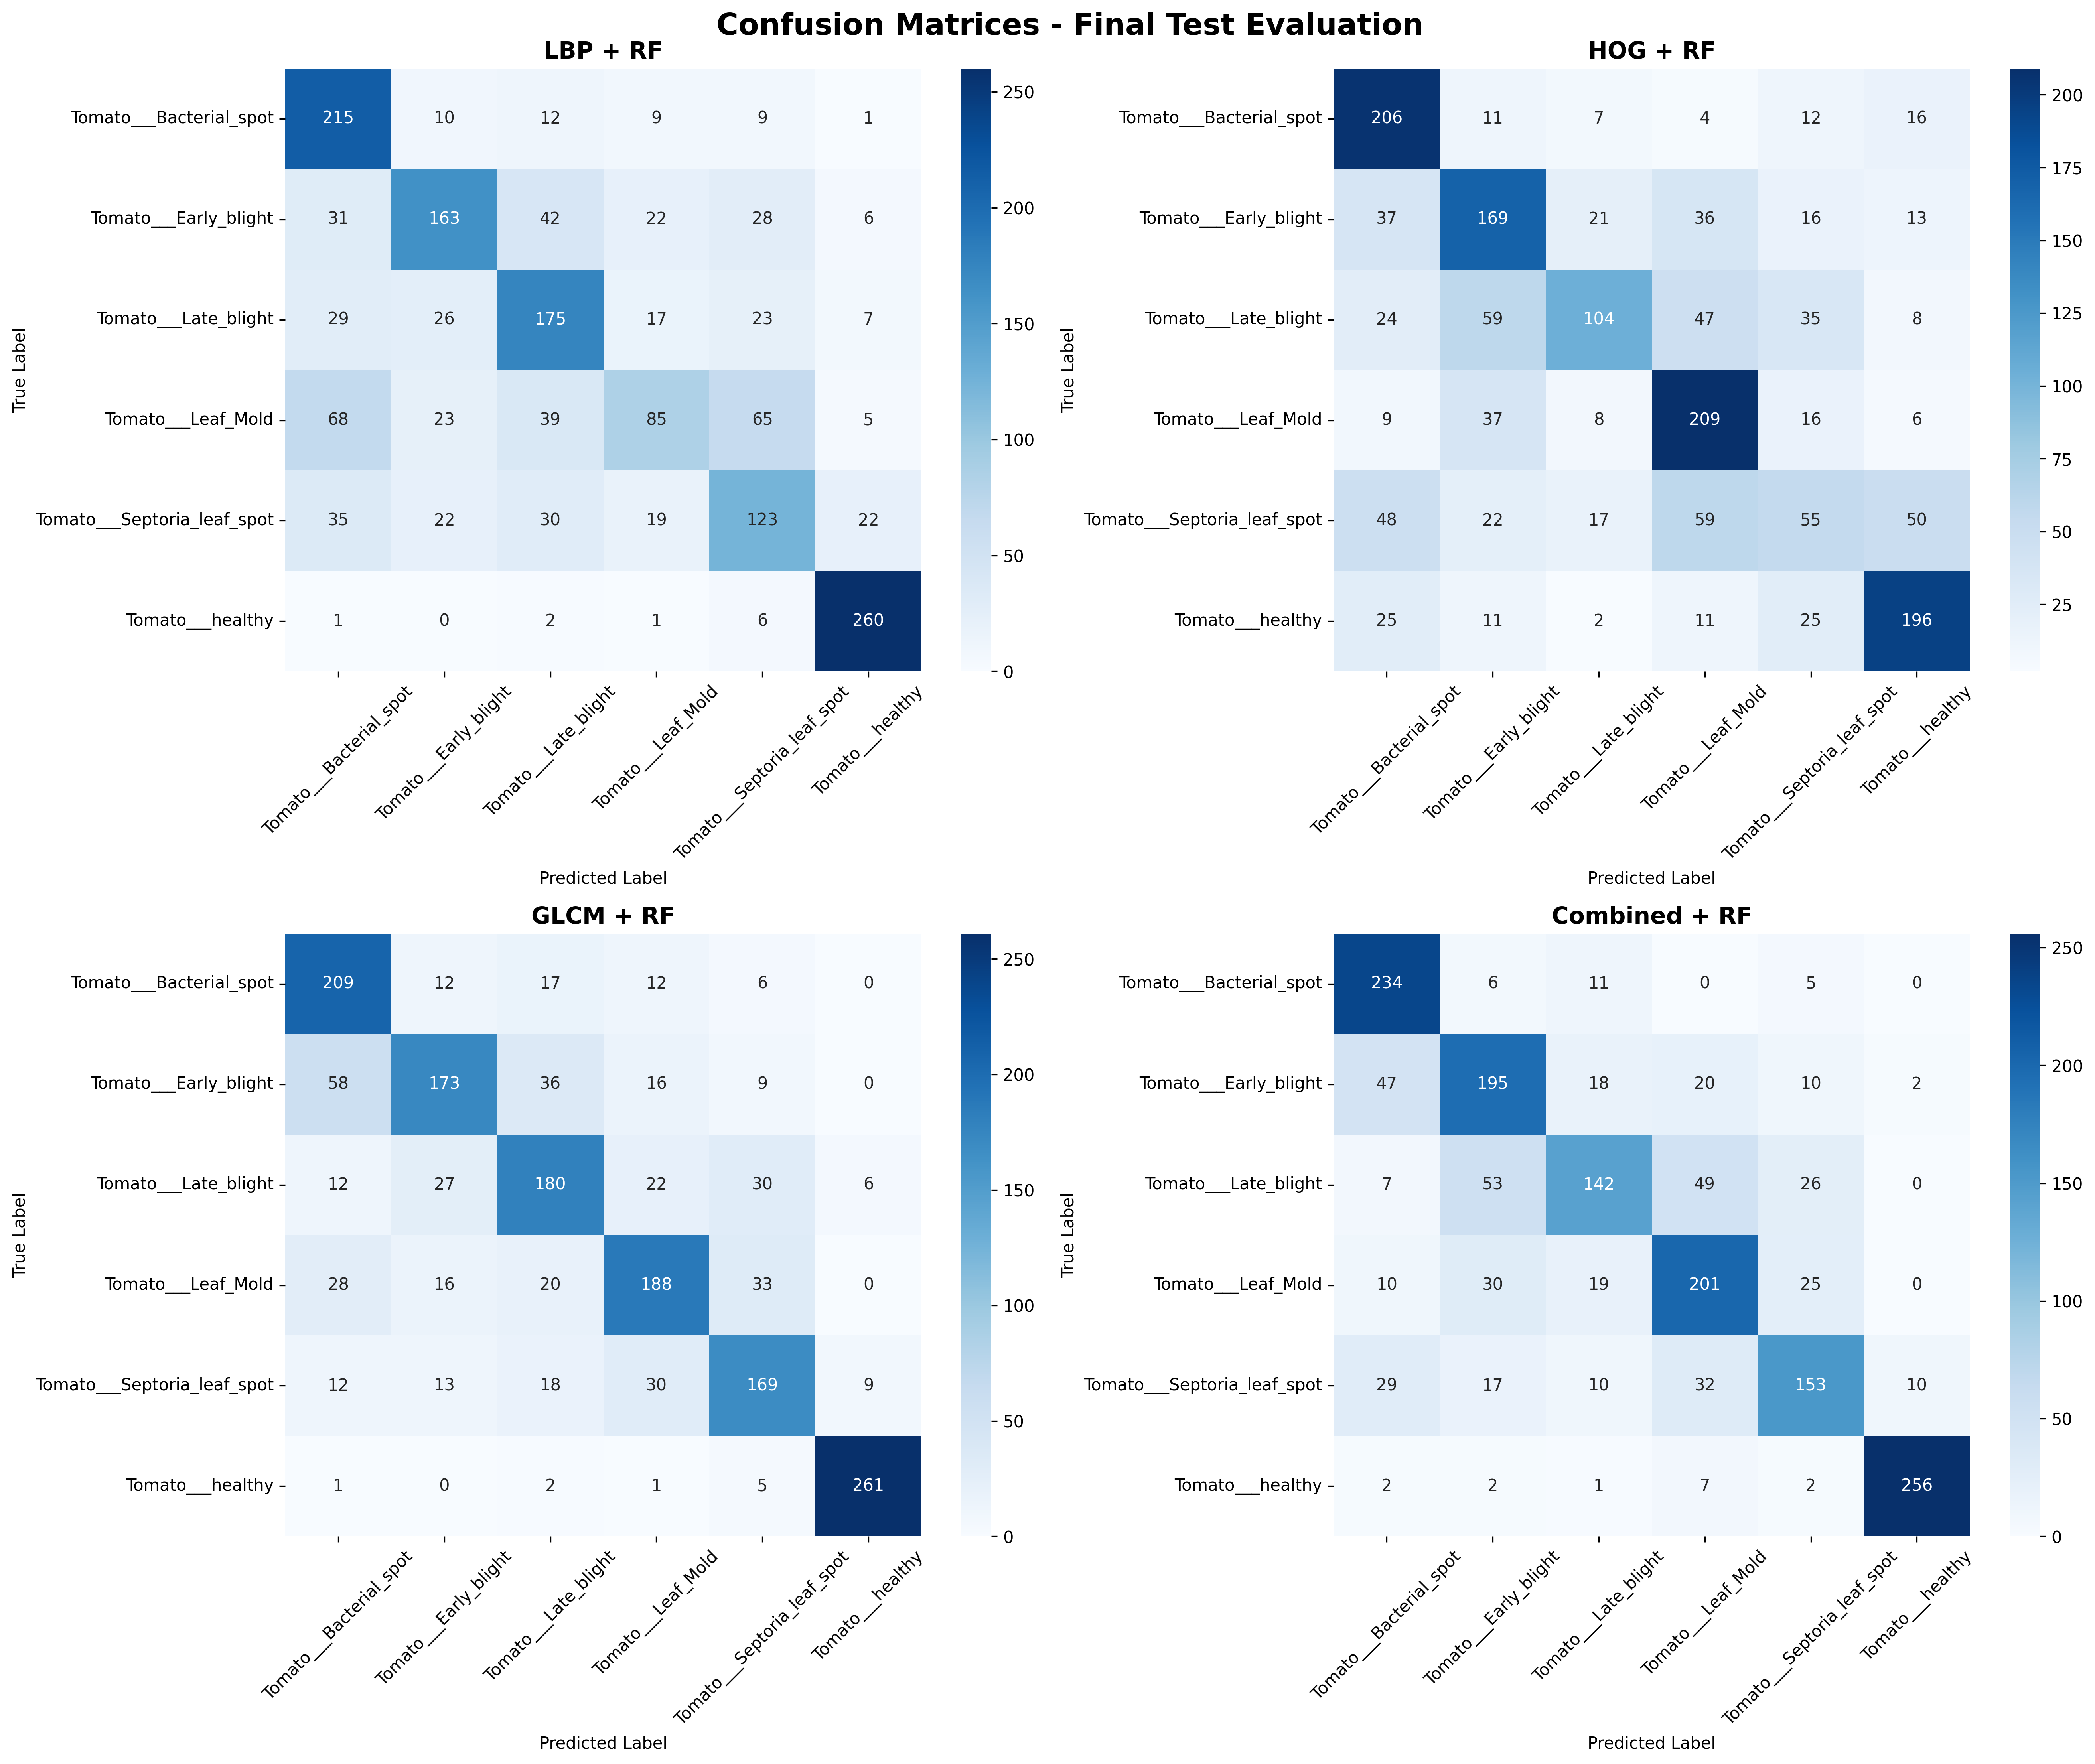 Confusion Matrices - Final Test Evaluation
LBP + RF
True Label
Tomato___Bacterial_spot 215 10 12 9 9 1
Tomato___Early_blight 31 163 42 22 28 6
Tomato___Late_blight 29 26 175 17 23 7
Tomato___Leaf_Mold 68 23 39 85 65 5
Tomato___Septoria_leaf_spot 35 22 30 19 123 22
Tomato___healthy 1 0 2 1 6 260
250
200
150
100
50
0
Tomato___Bacterial_spot
Tomato___Early_blight
Tomato___Late_blight
Tomato___Leaf_Mold
Tomato___Septoria_leaf_spot
Tomato___healthy
Predicted Label
HOG + RF
True Label
Tomato___Bacterial_spot 206 11 7 4 12 16
Tomato___Early_blight 37 169 21 36 16 13
Tomato___Late_blight 24 59 104 47 35 8
Tomato___Leaf_Mold 9 37 8 209 16 6
Tomato___Septoria_leaf_spot 48 22 17 59 55 50
Tomato___healthy 25 11 2 11 25 196
200
175
150
125
100
75
50
25
Tomato___Bacterial_spot
Tomato___Early_blight
Tomato___Late_blight
Tomato___Leaf_Mold
Tomato___Septoria_leaf_spot
Tomato___healthy
Predicted Label
GLCM + RF
True Label
Tomato___Bacterial_spot 209 12 17 12 6 0
Tomato___Early_blight 58 173 36 16 9 0
Tomato___Late_blight 12 27 180 22 30 6
Tomato___Leaf_Mold 28 16 20 188 33 0
Tomato___Septoria_leaf_spot 12 13 18 30 169 9
Tomato___healthy 1 0 2 1 5 261
250
200
150
100
50
0
Tomato___Bacterial_spot
Tomato___Early_blight
Tomato___Late_blight
Tomato___Leaf_Mold
Tomato___Septoria_leaf_spot
Tomato___healthy
Predicted Label
Combined + RF
True Label
Tomato___Bacterial_spot 234 6 11 0 5 0
Tomato___Early_blight 47 195 18 20 10 2
Tomato___Late_blight 7 53 142 49 26 0
Tomato___Leaf_Mold 10 30 19 201 25 0
Tomato___Septoria_leaf_spot 29 17 10 32 153 10
Tomato___healthy 2 2 1 7 2 256
250
200
150
100
50
0
Tomato___Bacterial_spot
Tomato___Early_blight
Tomato___Late_blight
Tomato___Leaf_Mold
Tomato___Septoria_leaf_spot
Tomato___healthy
Predicted Label